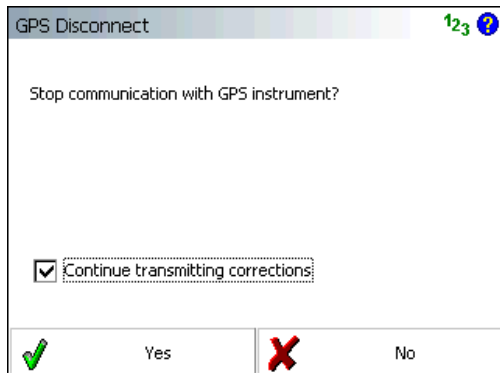 GPS Disconnect 123 ?
Stop communication with GPS instrument?
Continue transmitting corrections
Yes No